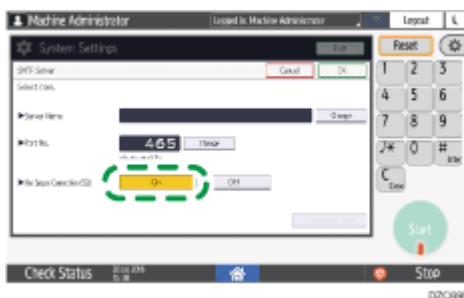 Machine Administrator
Logged in: Machine Administrator
Logout
System Settings
Exit
Reset
SMTP Server
Cancel
OK
Select item.
1 2 3
4 5 6
►Server Name
Change
7 8 9
►Port No.
465
Change
0 #
►Use Secure Connection (SSL)
On
Off
C
Clear
Start
Check Status
Stop